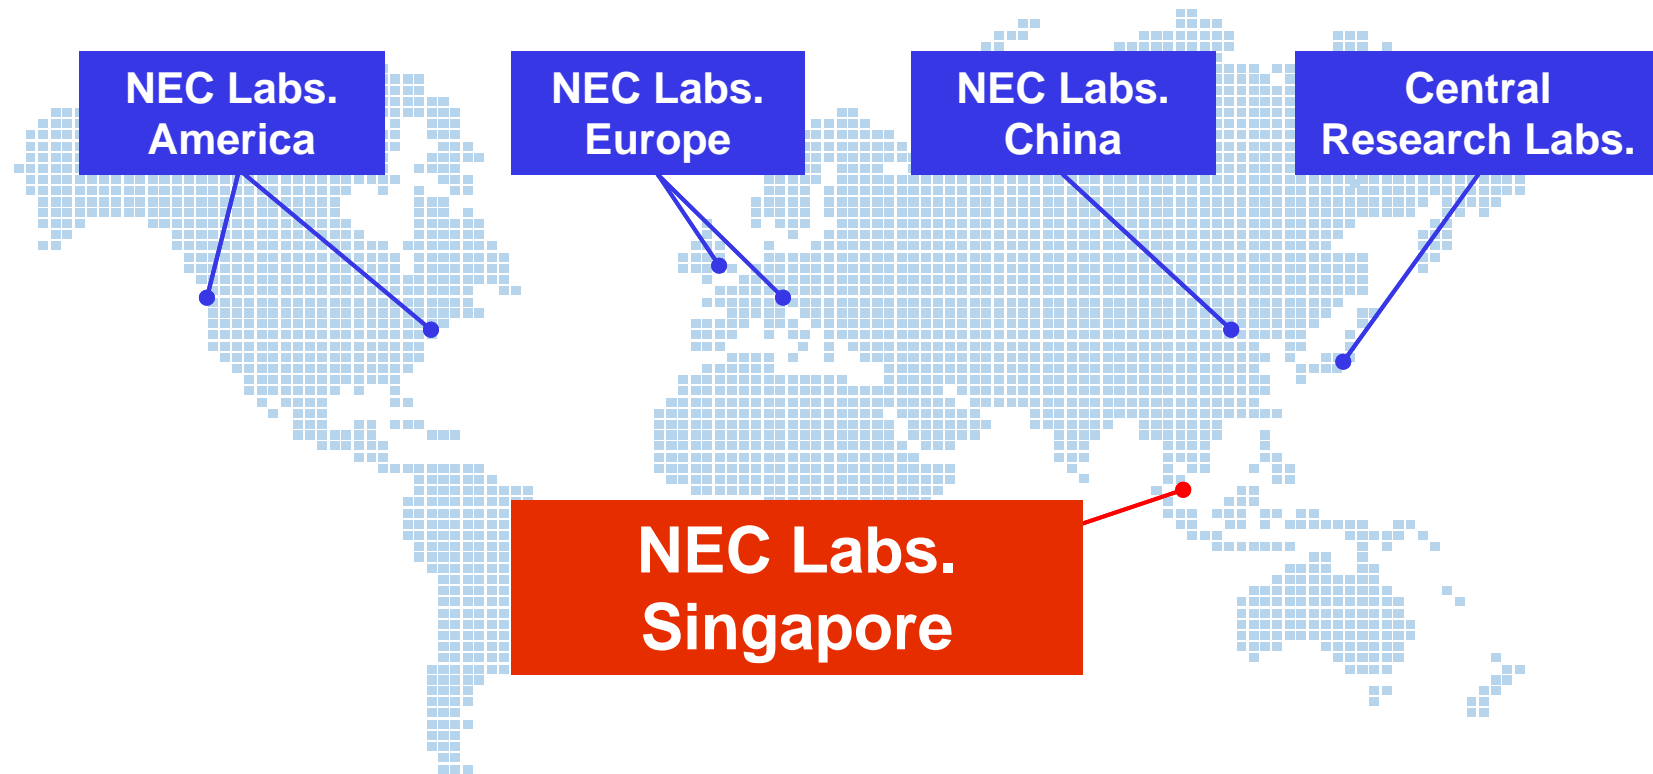 NEC Labs.
America
NEC Labs.
Europe
NEC Labs.
China
Central
Research Labs.
NEC Labs.
Singapore